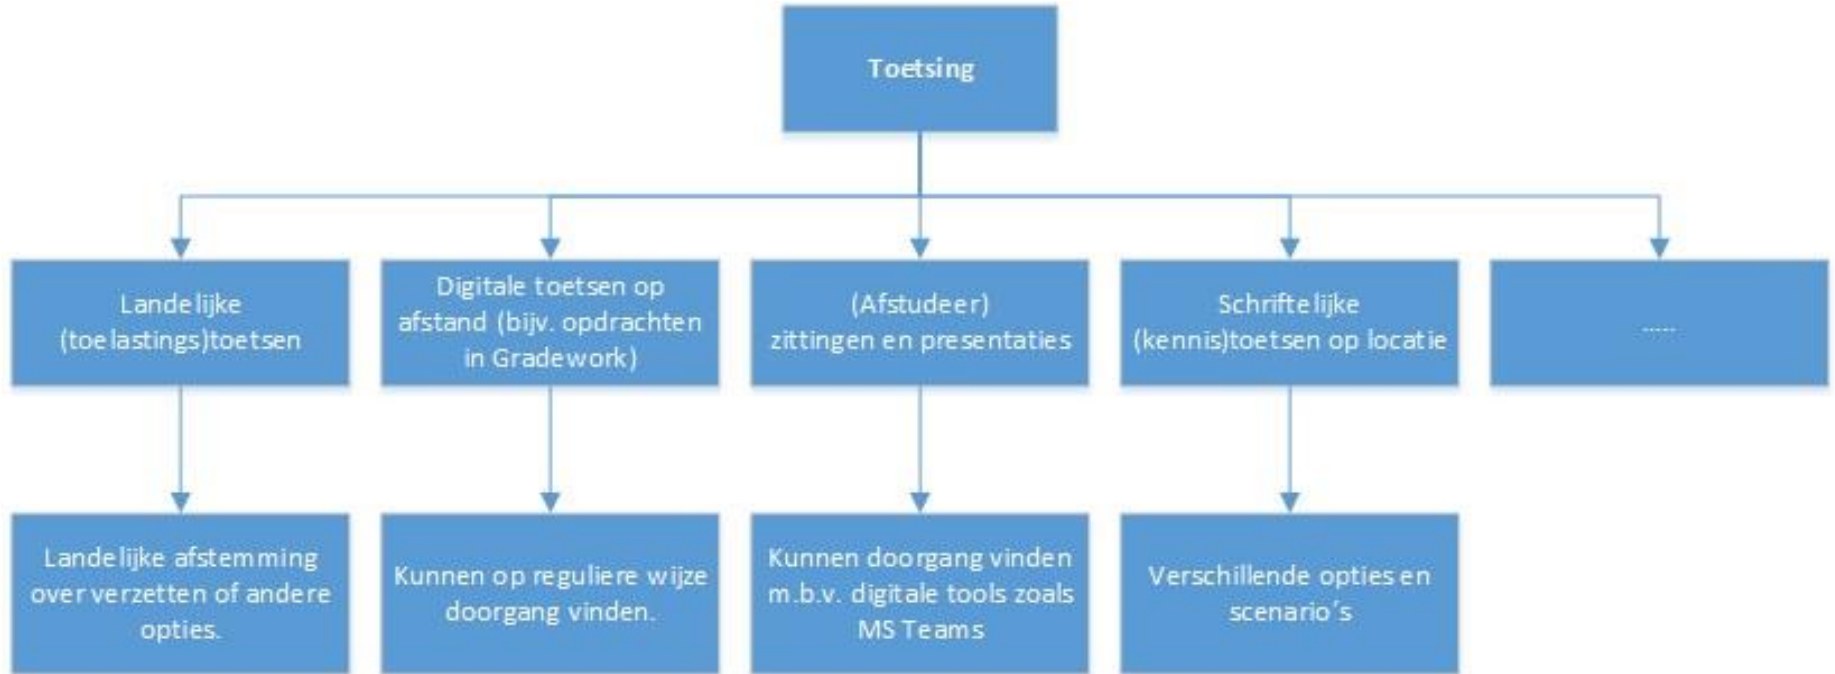 Toetsing
Landelijke
(toelastings)toetsen
Digitale toetsen op
afstand (bijv. opdrachten
in Gradework)
(Afstudeer)
zittingen en presentaties
Schriftelijke
(kennis)toetsen op locatie
.....
Landelijke afstemming
over verzetten of andere
opties.
Kunnen op reguliere wijze
doorgang vinden.
Kunnen doorgang vinden
m.b.v. digitale tools zoals
MS Teams
Verschillende opties en
scenario's